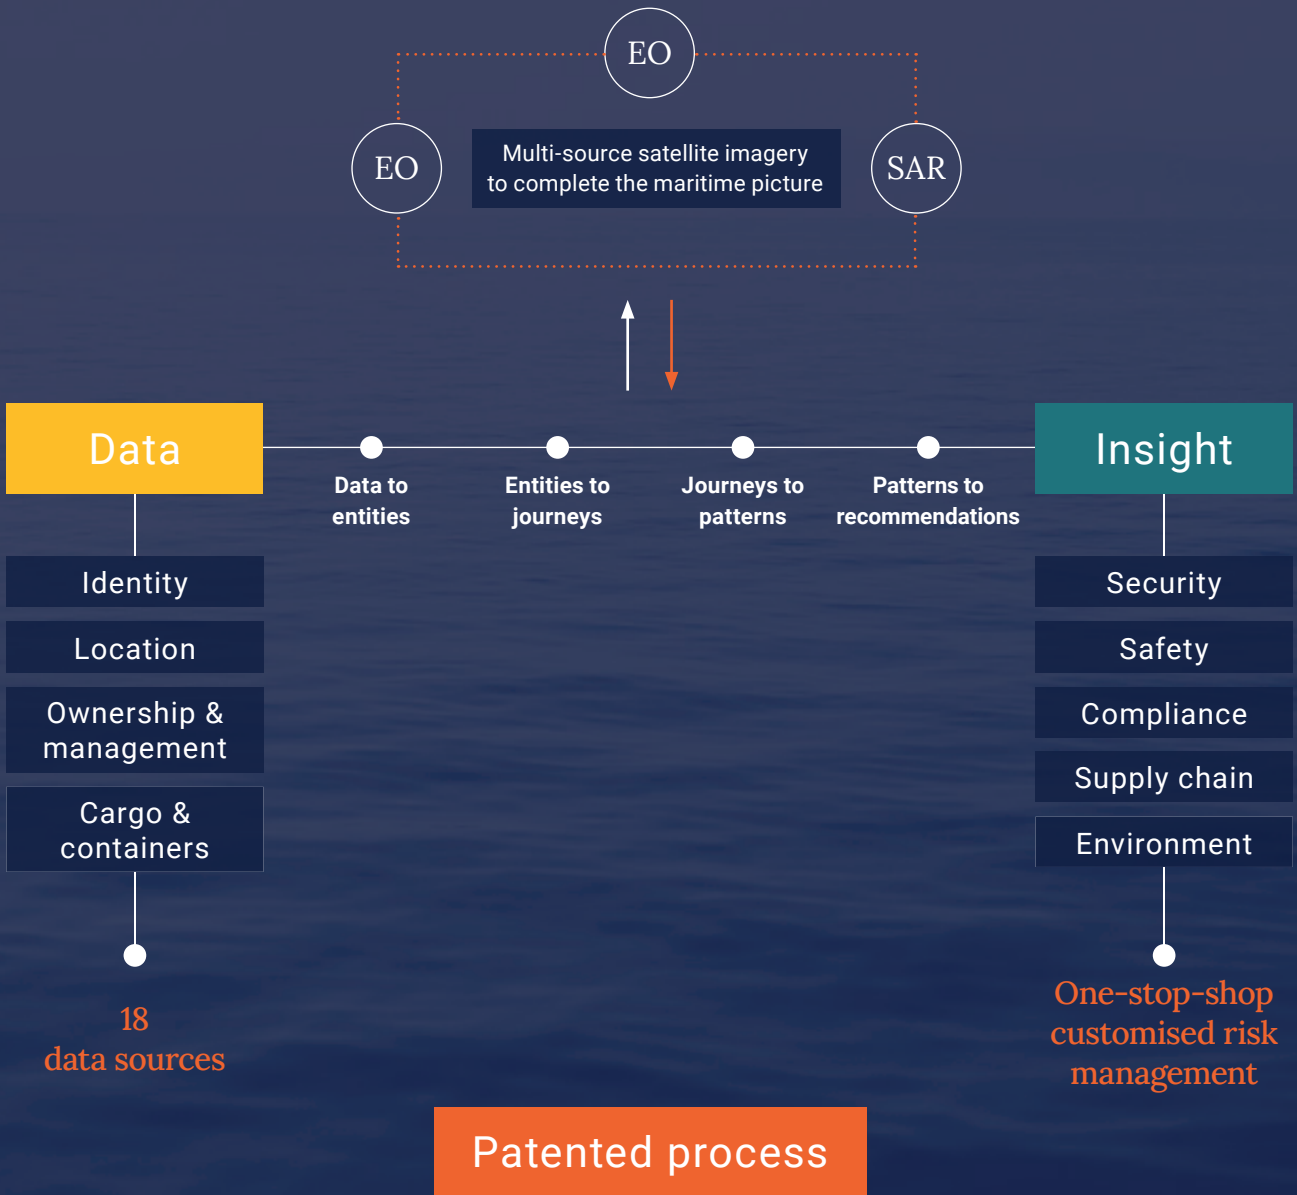 EO
EO
Multi-source satellite imagery
to complete the maritime picture
SAR
Data
Data to
entities
Entities to
journeys
Journeys to
patterns
Patterns to
recommendations
Insight
Identity
Location
Ownership &
management
Cargo &
containers
18
data sources
Security
Safety
Compliance
Supply chain
Environment
One-stop-shop
customised risk
management
Patented process